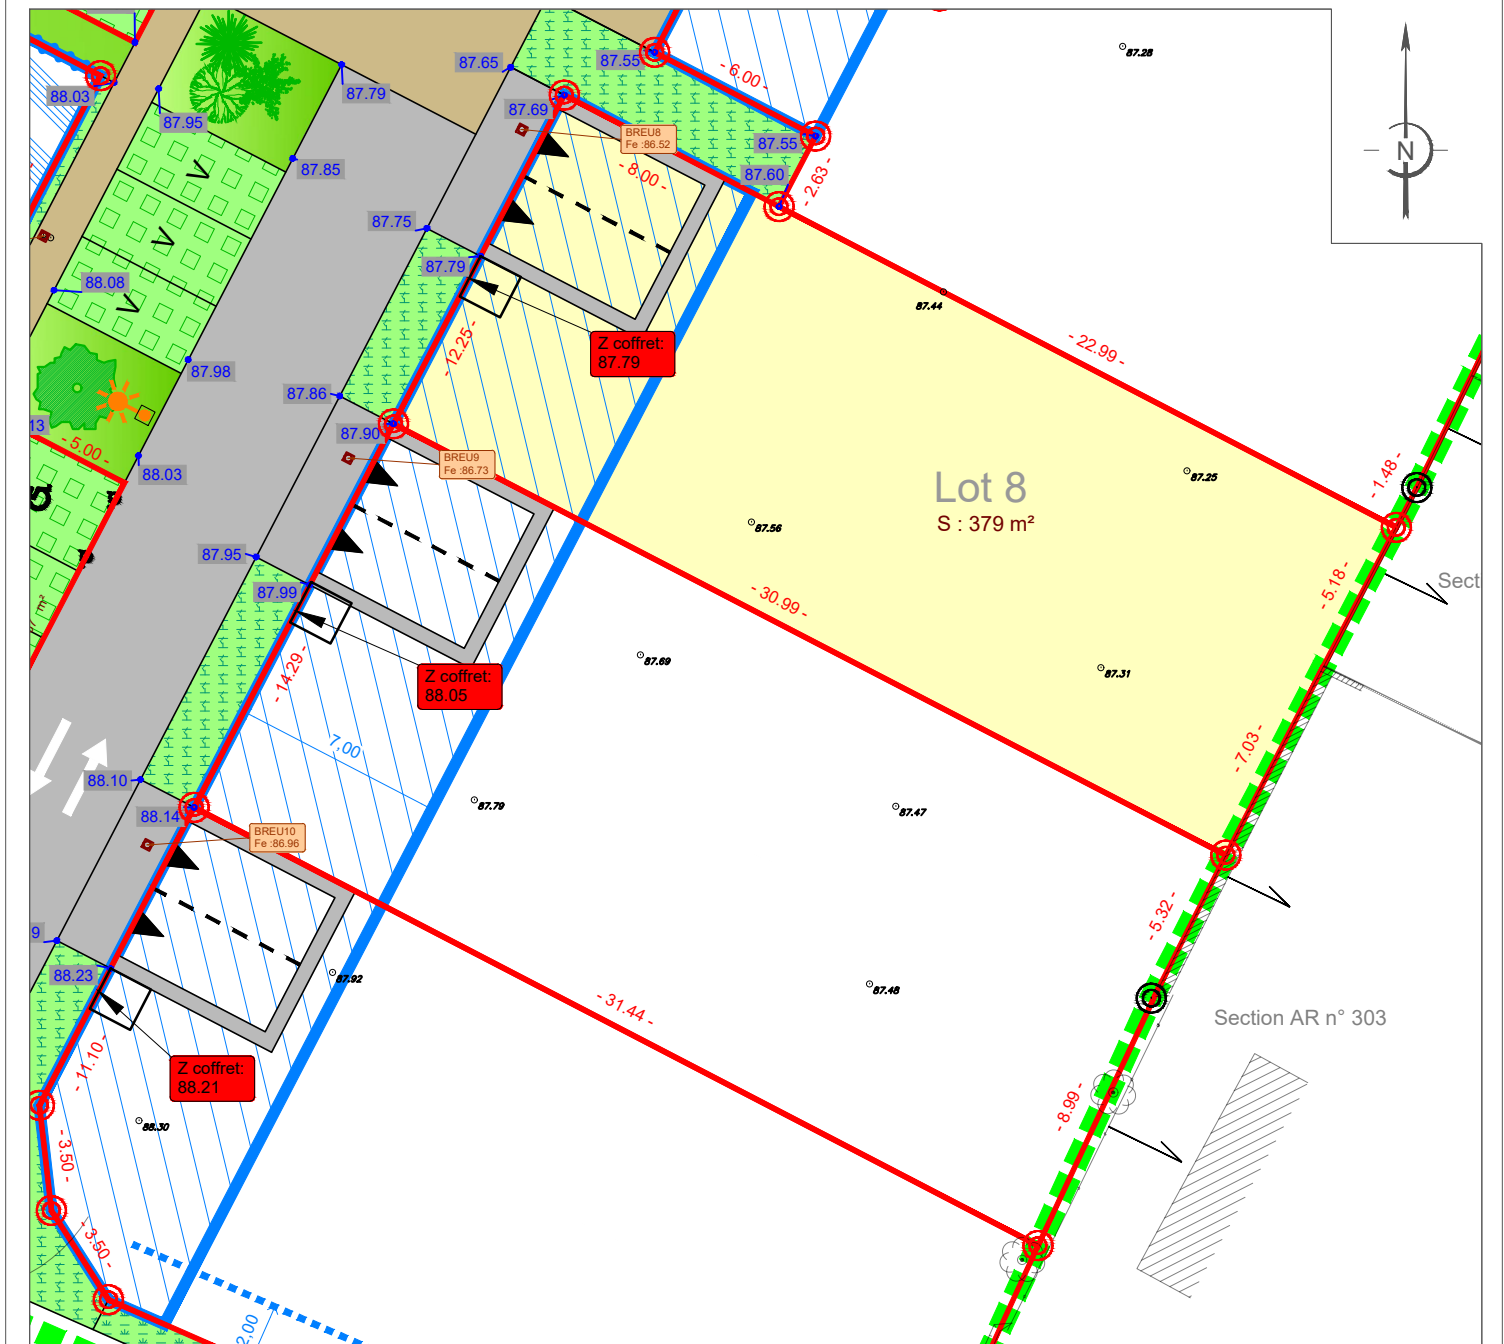 87.28
87.65
87.55
- 6.00 -
88.03
87.79
87.69
BREU8
Fe :86.52
87.55
87.95
87.85
- 8.00 -
87.60
- 2.63 -
N
87.75
87.79
88.08
87.44
- 12.25 -
Z coffret:
87.79
- 22.99 -
87.98
87.86
13
- 5.00 -
87.90
BREU9
Fe :86.73
88.03
- 1.48 -
87.25
Lot 8
S : 379 m²
87.56
87.95
87.99
- 30.99 -
- 5.18 -
Sect
m²
87.69
87.31
- 14.29 -
Z coffret:
88.05
7,00
- 7.03 -
88.10
88.14
87.79
87.47
BREU10
Fe :86.96
9
- 5.32 -
88.23
87.92
87.48
- 31.44 -
Section AR n° 303
- 11.10 -
Z coffret:
88.21
- 8.99 -
88.30
- 3.50 -
- 3.50 -
2,00